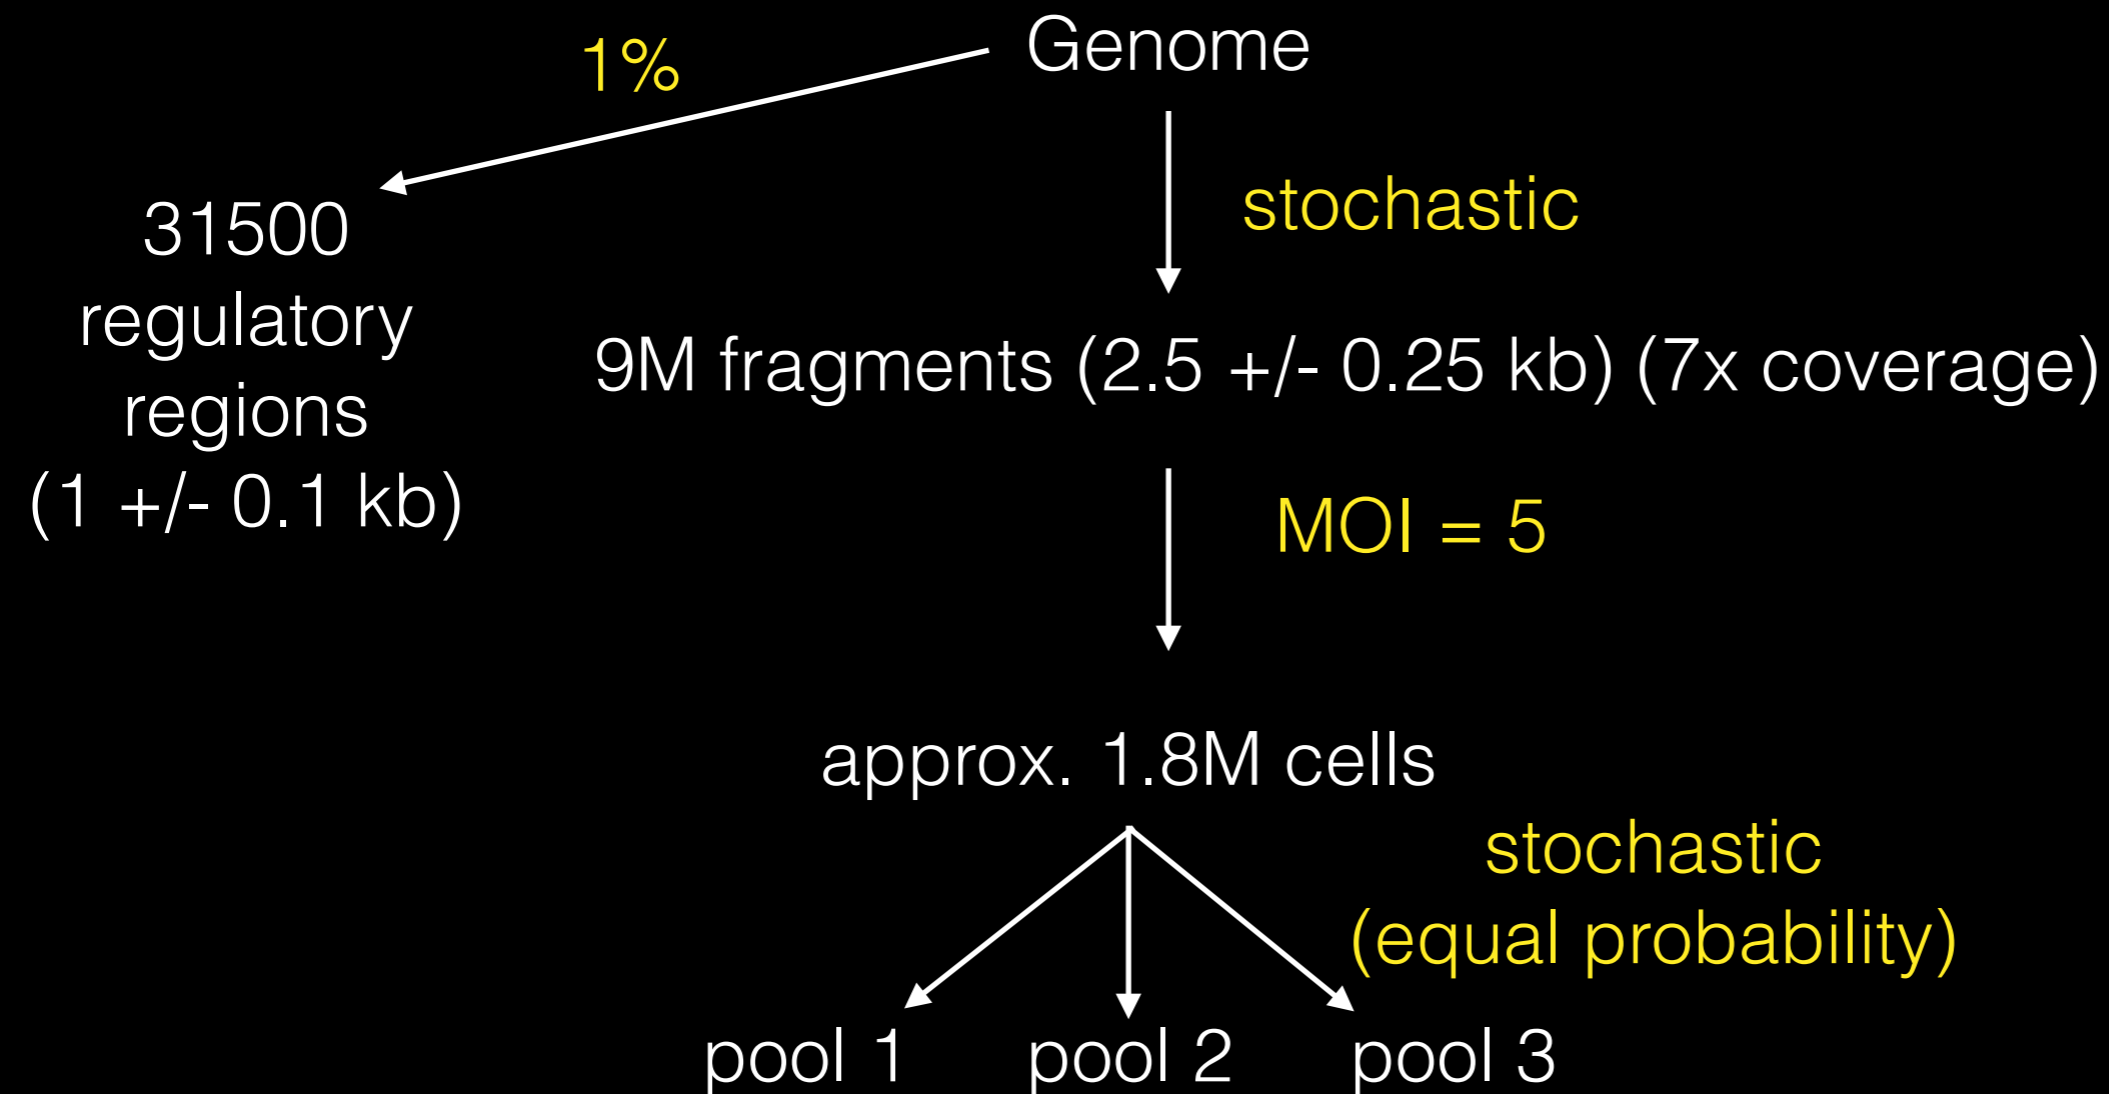 Genome
1%
31500
regulatory
regions
(1 +/- 0.1 kb)
stochastic
9M fragments (2.5 +/- 0.25 kb) (7x coverage)
MOI = 5
approx. 1.8M cells
stochastic
(equal probability)
pool 1
pool 2
pool 3